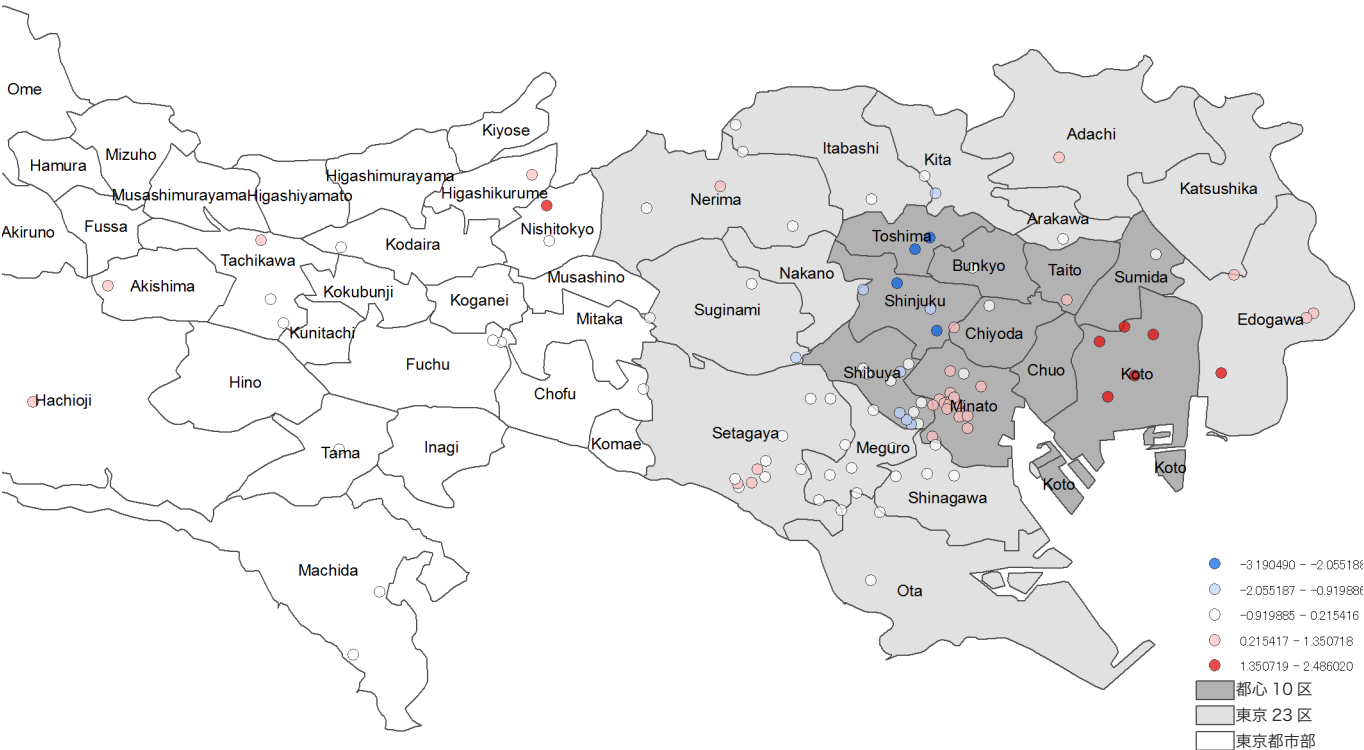 Ome
Kiyose
Adachi
Mizuho
Itabashi
Kita
Hamura
Higashimurayama
Katsushika
Musashimurayama
Higashiyamato
Higashikurume
Nerima
Arakawa
Akiruno
Fussa
Nishitokyo
Toshima
Kodaira
Tachikawa
Bunkyo
Taito
Sumida
Musashino
Nakano
Akishima
Kokubunji
Koganei
Shinjuku
Suginami
Mitaka
Edogawa
Kunitachi
Chiyoda
Fuchu
Shibuya
Chuo
Koto
Hino
Chofu
Hachioji
Minato
Setagaya
Komae
Inagi
Meguro
Tama
Koto
Koto
Shinagawa
Machida
Ota
-3.190490 - -2.055188
-2.055187 - -0.919886
-0.919885 - 0.215416
0.215417 - 1.350718
1.350719 - 2.486020
都心 10 区
東京 23 区
東京都市部